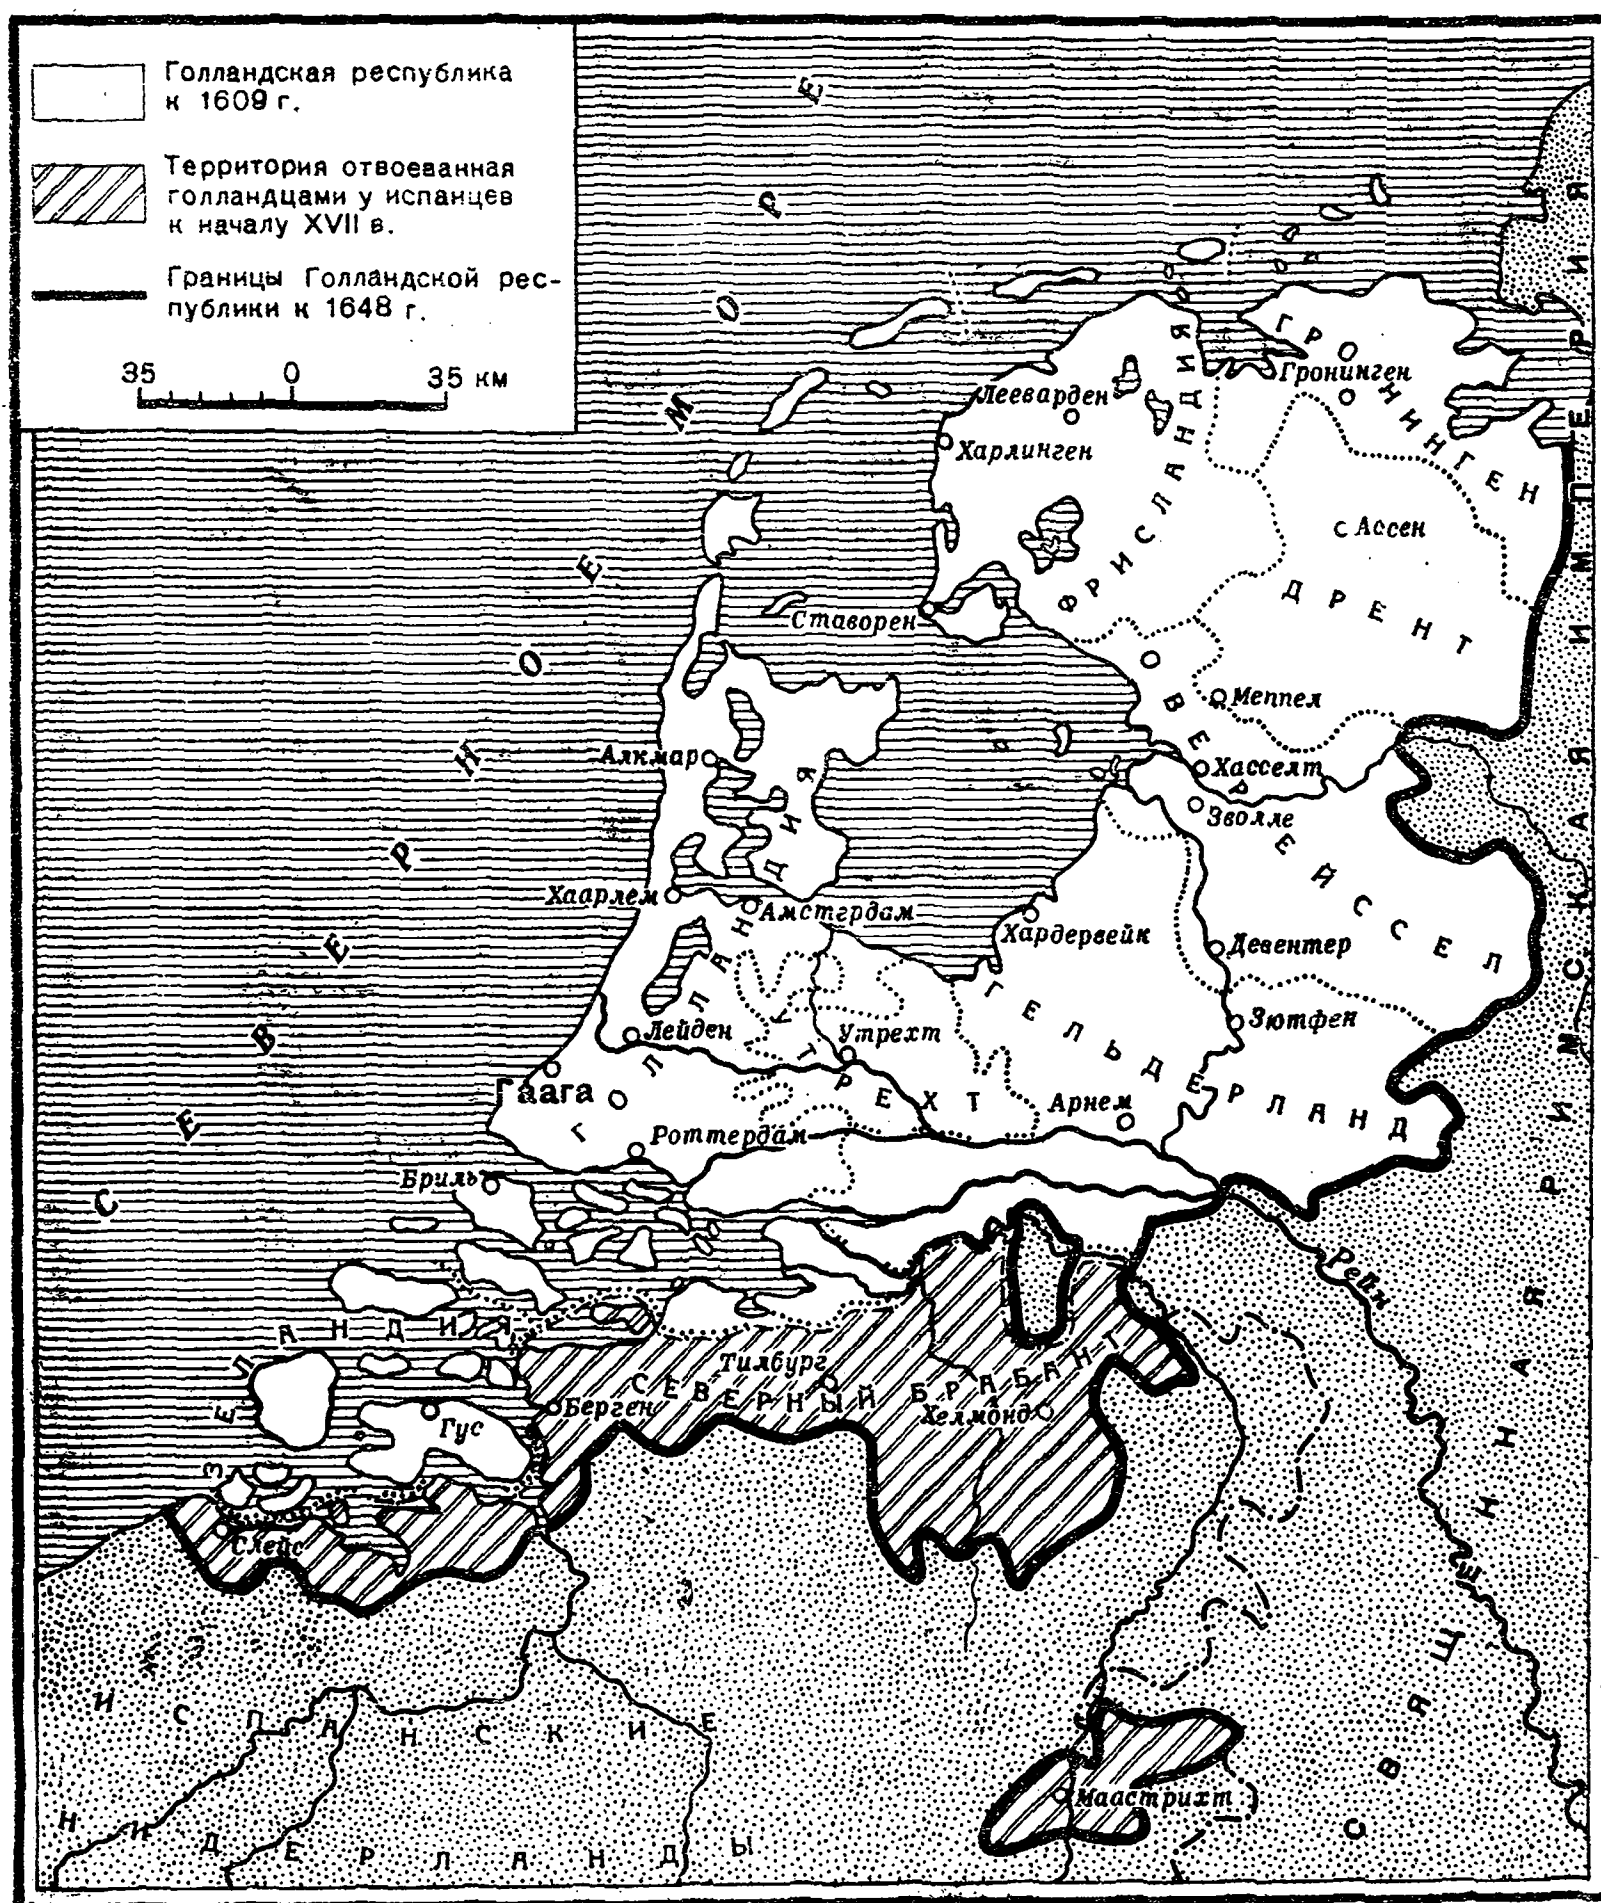 Голландская республика
к 1609 г.
Территория отвоеванная
голландцами у испанцев
к началу XVII в.
Границы Голландской рес-
публики к 1648 г.
35 0 35 км
СЕВЕРНОЕ МОРЕ
ГРОНИНГЕН
Гронинген
Лееварден
Харлинген
ФРИСЛАНДИЯ
Ассен
ДРЕНТ
Ставорен
Меппел
ОВЕРЕЙССЕЛ
Хасселт
Зволле
Алкмар
Хаарлем
Амстердам
ГОЛЛАНДИЯ
Хардервейк
Девентер
Зютфен
ГЕЛЬДЕРЛАНД
Лейден
Утрехт
УТРЕХТ
Гаага
Арнем
Роттердам
Бриль
Рейн
ЗЕЛАНДИЯ
Тилбург
СЕВЕРНЫЙ БРАБАНТ
Берген
Хелмонд
Гус
Слейс
Маастрихт
ИСПАНСКИЕ
НИДЕРЛАНДЫ
СВЯЩЕННАЯ РИМСКАЯ ИМПЕРИЯ